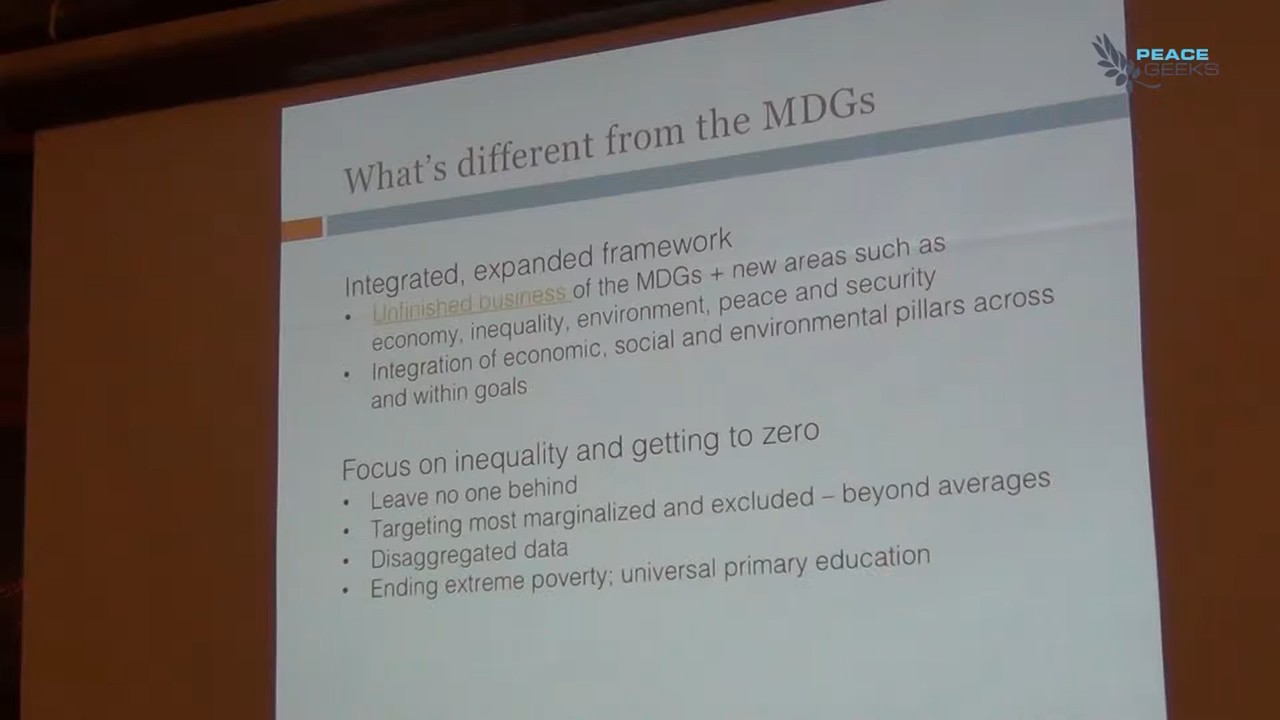 PEACE
GEEKS
What's different from the MDGs
Integrated, expanded framework
• Unfinished business of the MDGs + new areas such as
economy, inequality, environment, peace and security
• Integration of economic, social and environmental pillars across
and within goals
Focus on inequality and getting to zero
• Leave no one behind
• Targeting most marginalized and excluded – beyond averages
• Disaggregated data
• Ending extreme poverty; universal primary education